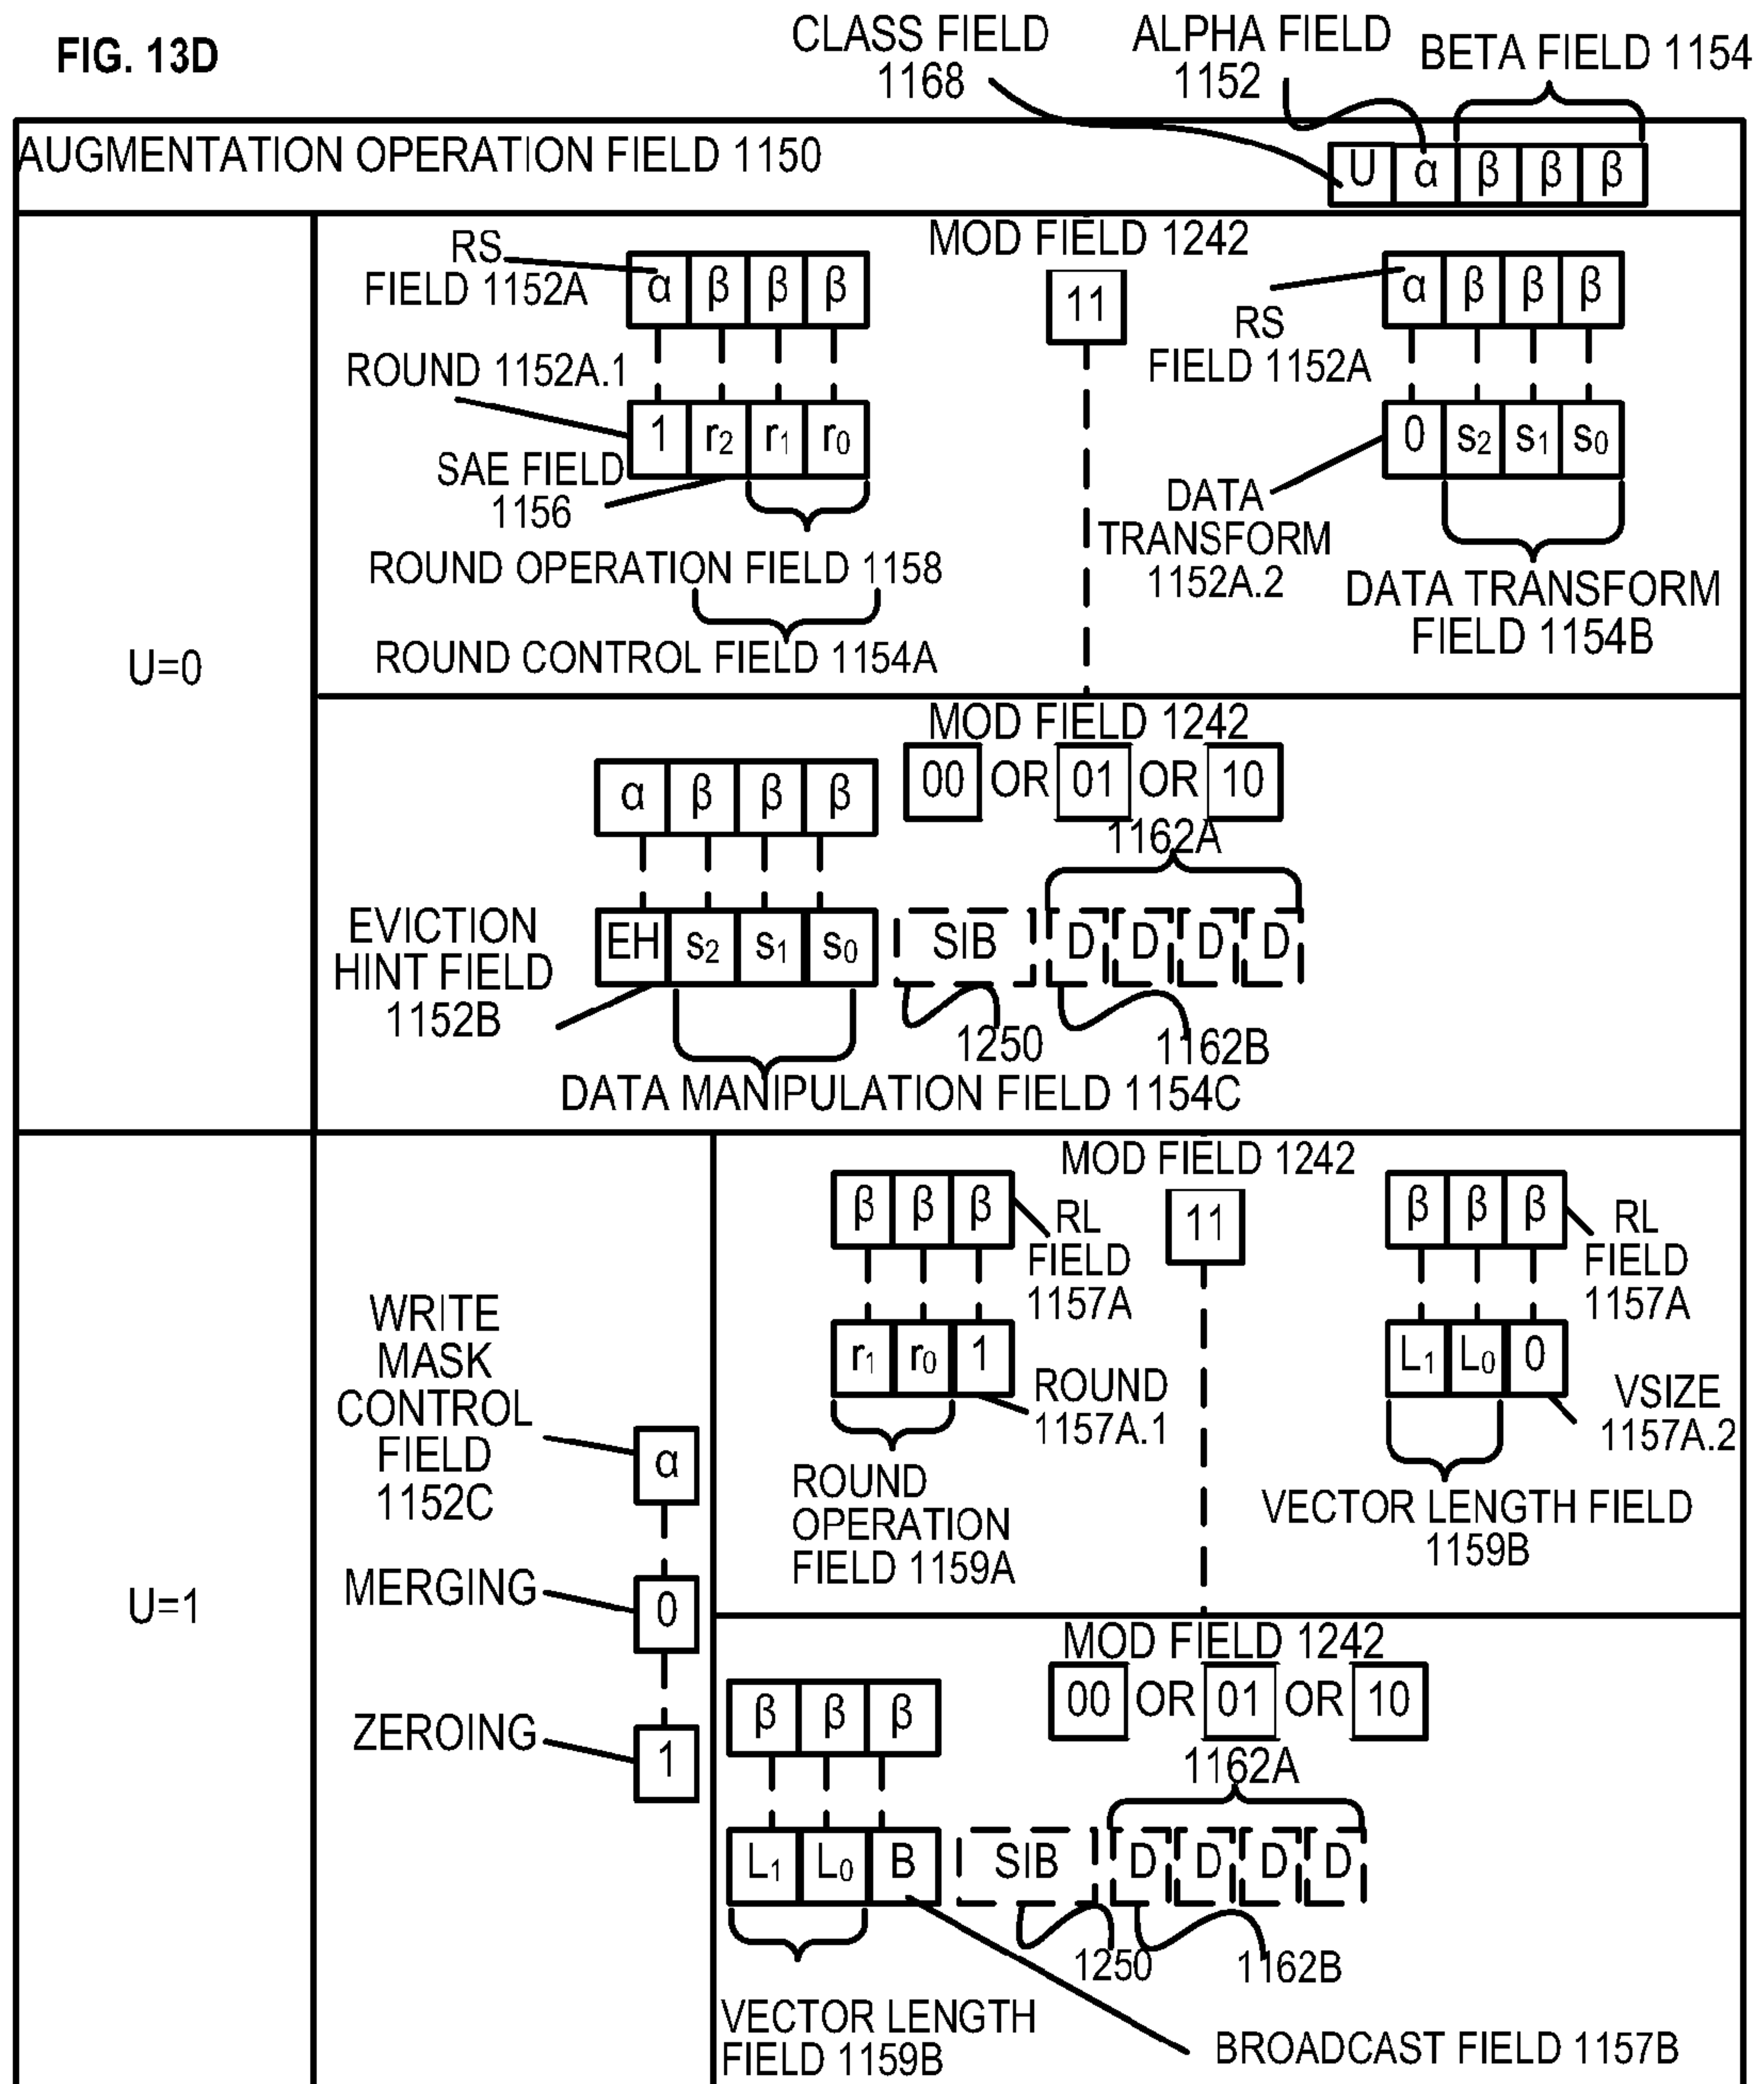 FIG. 13D
CLASS FIELD
1168
ALPHA FIELD
1152
BETA FIELD 1154
AUGMENTATION OPERATION FIELD 1150
U α β β β
U=0
RS
FIELD 1152A
α β β β
ROUND 1152A.1
1 r2 r1 r0
SAE FIELD
1156
ROUND OPERATION FIELD 1158
ROUND CONTROL FIELD 1154A
MOD FIELD 1242
11
α β β β
RS
FIELD 1152A
0 s2 s1 s0
DATA
TRANSFORM
1152A.2
DATA TRANSFORM
FIELD 1154B
MOD FIELD 1242
00 OR 01 OR 10
α β β β
1162A
EVICTION
HINT FIELD
1152B
EH s2 s1 s0 SIB D D D D
1250
1162B
DATA MANIPULATION FIELD 1154C
U=1
WRITE
MASK
CONTROL
FIELD
1152C
α
MERGING 0
ZEROING 1
MOD FIELD 1242
11
β β β
RL
FIELD
1157A
r1 r0 1
ROUND
1157A.1
ROUND
OPERATION
FIELD 1159A
β β β
RL
FIELD
1157A
L1 L0 0
VSIZE
1157A.2
VECTOR LENGTH FIELD
1159B
MOD FIELD 1242
00 OR 01 OR 10
β β β
1162A
L1 L0 B SIB D D D D
1250
1162B
VECTOR LENGTH
FIELD 1159B
BROADCAST FIELD 1157B